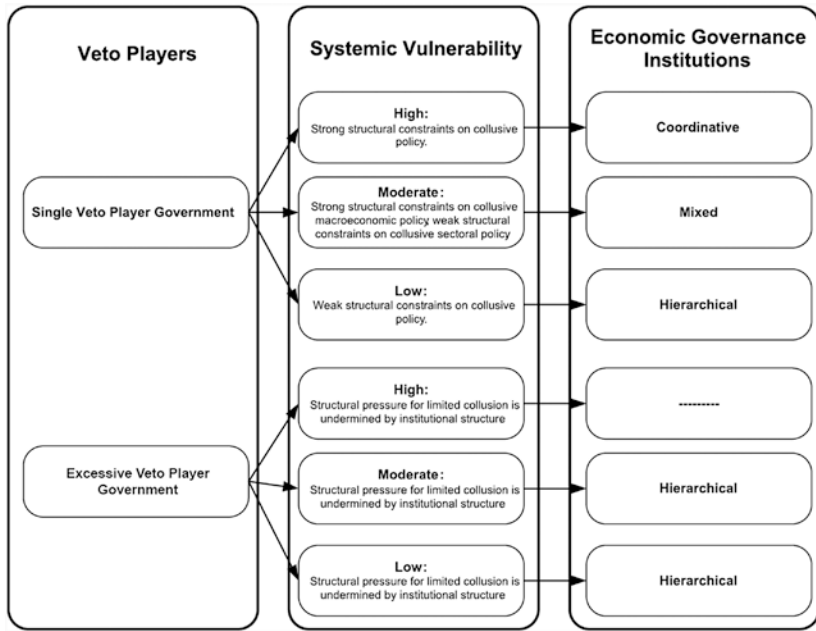 Veto Players
Single Veto Player Government
Excessive Veto Player
Government
Systemic Vulnerability
High:
Strong structural constraints on collusive
policy.
Moderate:
Strong structural constraints on collusive
macroeconomic policy, weak structural
constraints on collusive sectoral policy
Low:
Weak structural constraints on collusive
policy.
High:
Structural pressure for limited collusion is
undermined by institutional structure
Moderate:
Structural pressure for limited collusion is
undermined by institutional structure
Low:
Structural pressure for limited collusion is
undermined by institutional structure
Economic Governance
Institutions
Coordinative
Mixed
Hierarchical
---------
Hierarchical
Hierarchical